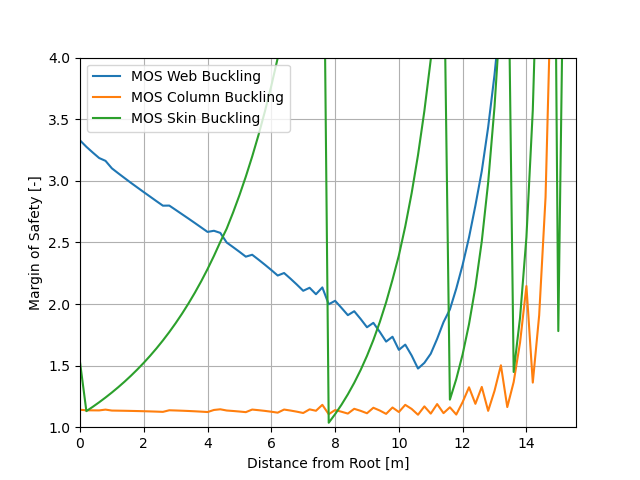 MOS Web Buckling
MOS Column Buckling
MOS Skin Buckling
Margin of Safety [-]
4.0
3.5
3.0
2.5
2.0
1.5
1.0
0 2 4 6 8 10 12 14
Distance from Root [m]